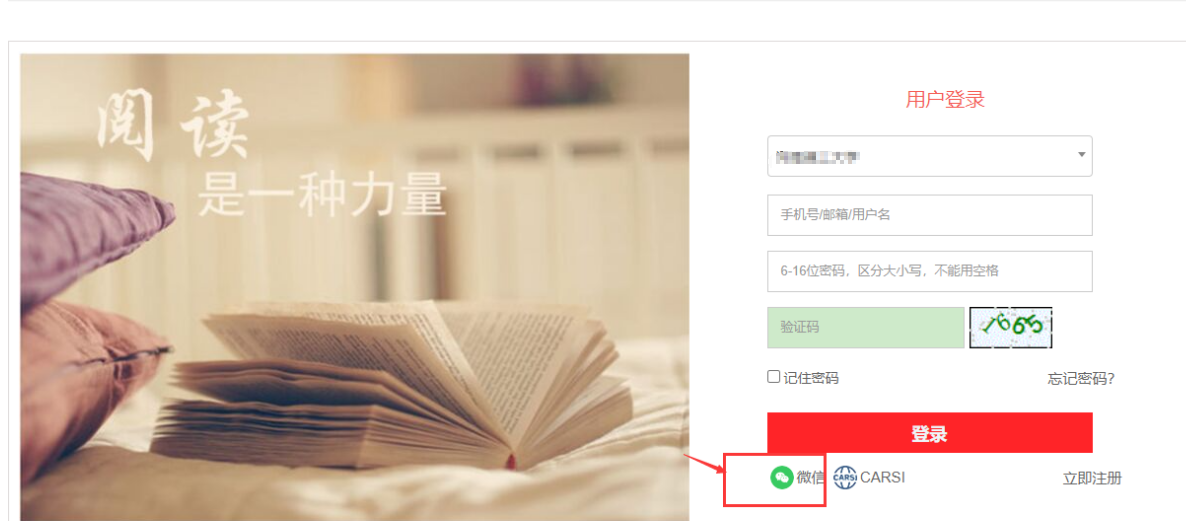 阅 读
是一种力量
用户登录
手机号/邮箱/用户名
6-16位密码，区分大小写，不能用空格
验证码 1665
记住密码 忘记密码?
登录
微信 CARSI CARSI 立即注册